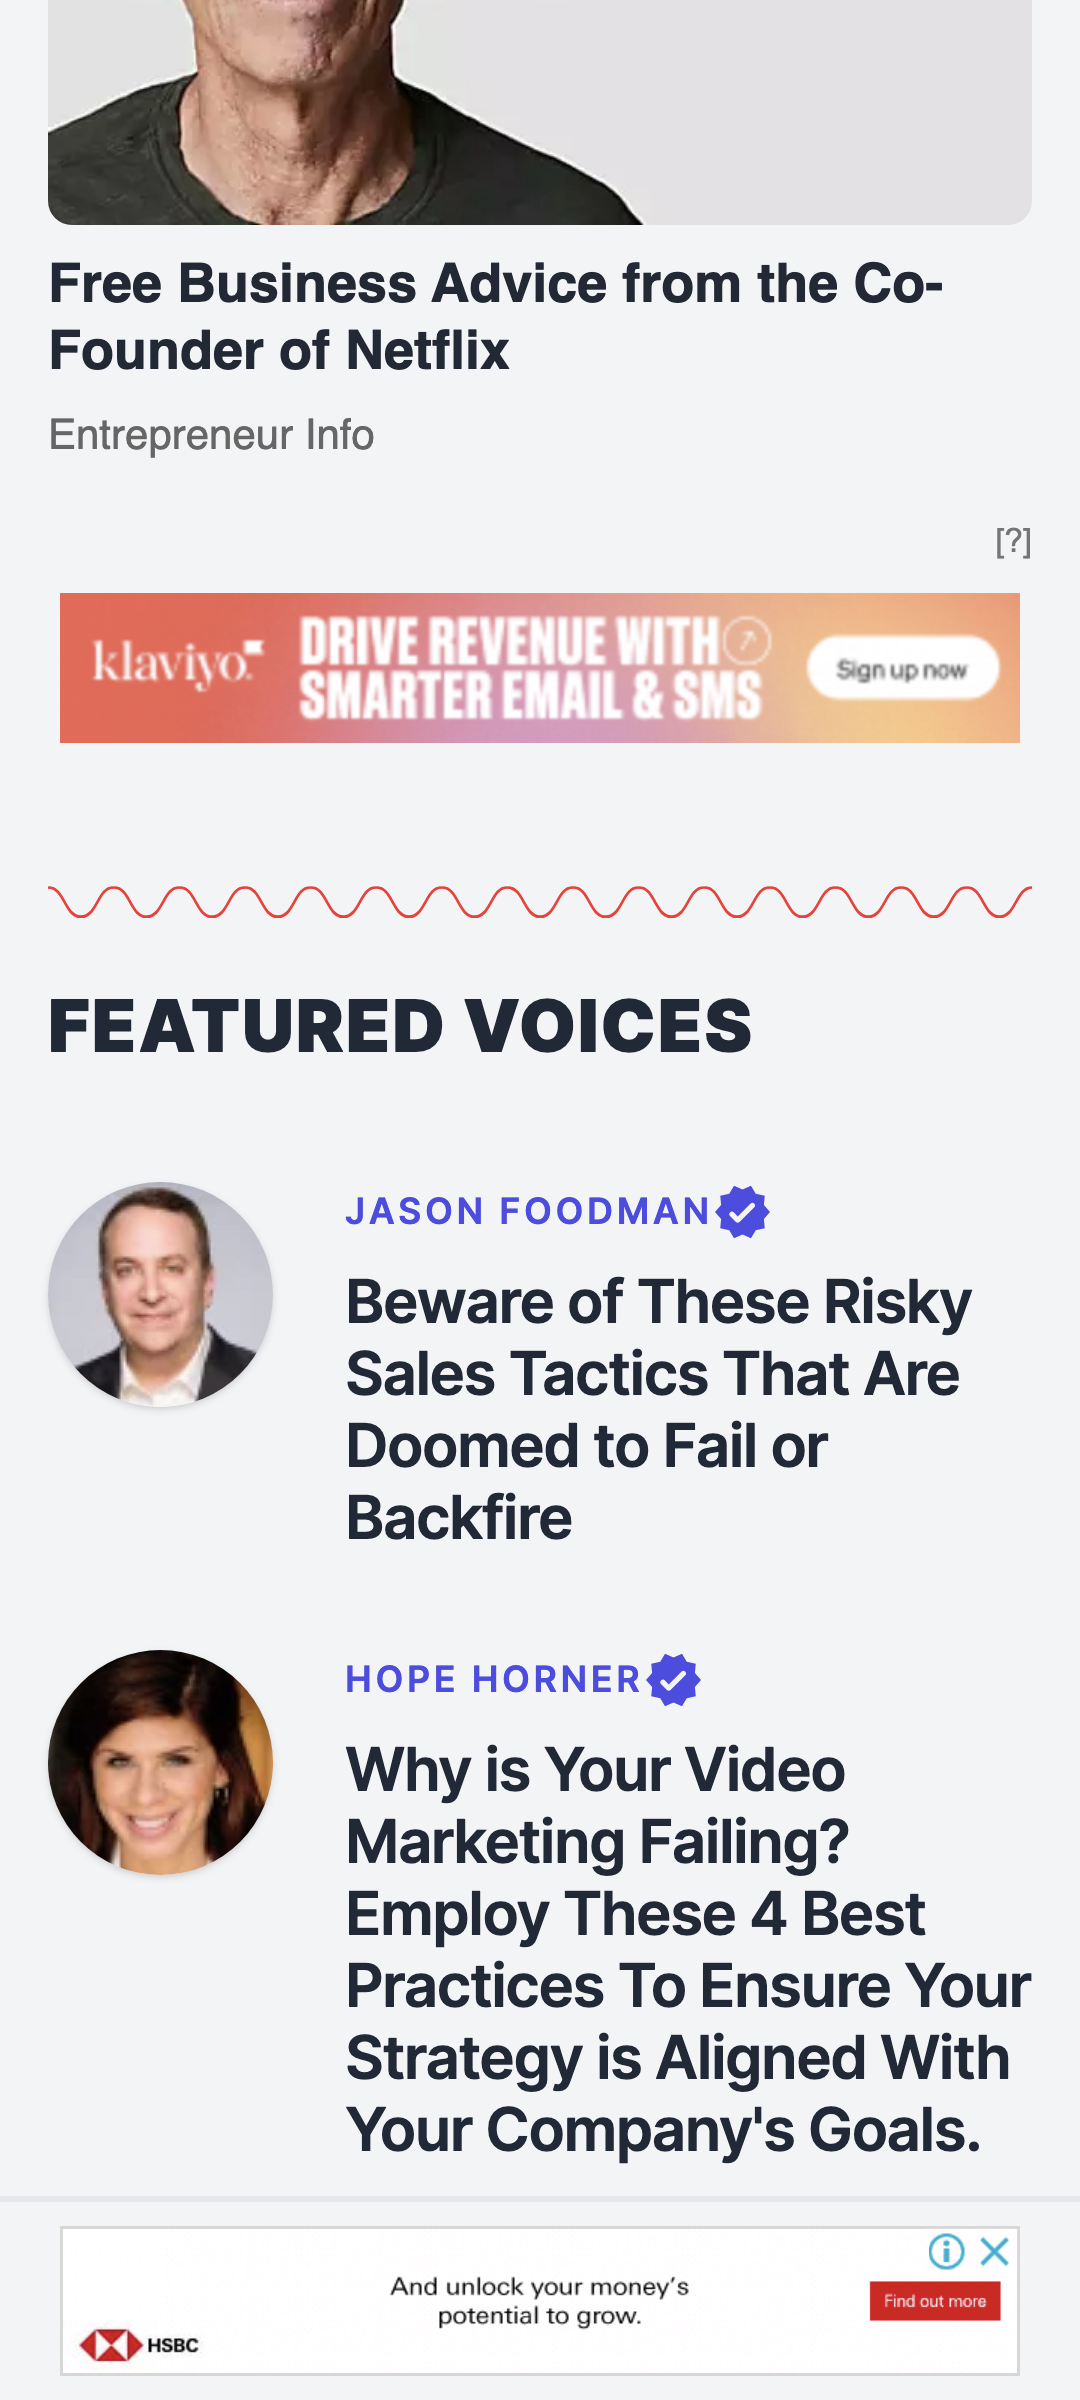 Free Business Advice from the Co-
Founder of Netflix
Entrepreneur Info
[?]
klaviyo
DRIVE REVENUE WITH
SMARTER EMAIL & SMS
Sign up now
FEATURED VOICES
JASON FOODMAN
Beware of These Risky
Sales Tactics That Are
Doomed to Fail or
Backfire
HOPE HORNER
Why is Your Video
Marketing Failing?
Employ These 4 Best
Practices To Ensure Your
Strategy is Aligned With
Your Company's Goals.
And unlock your money's
potential to grow.
Find out more
HSBC